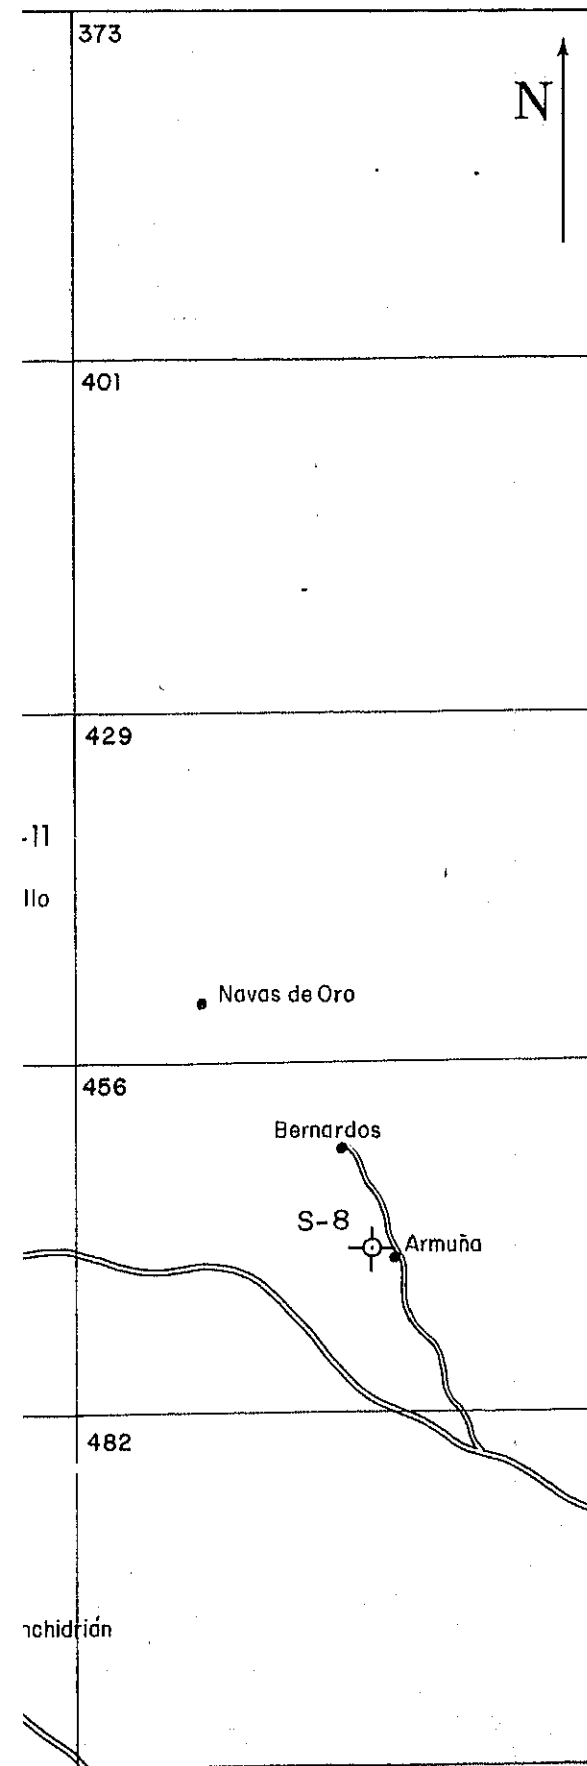 373
N
401
429
-11
llo
Navas de Oro
456
Bernardos
S-8
Armuña
482
nchidrián